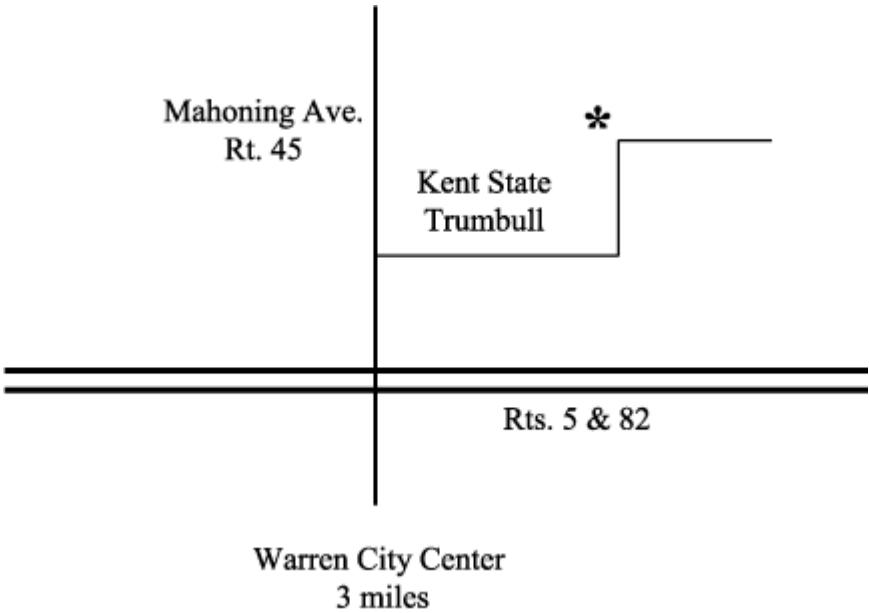 Mahoning Ave.
Rt. 45
*
Kent State
Trumbull
Rts. 5 & 82
Warren City Center
3 miles